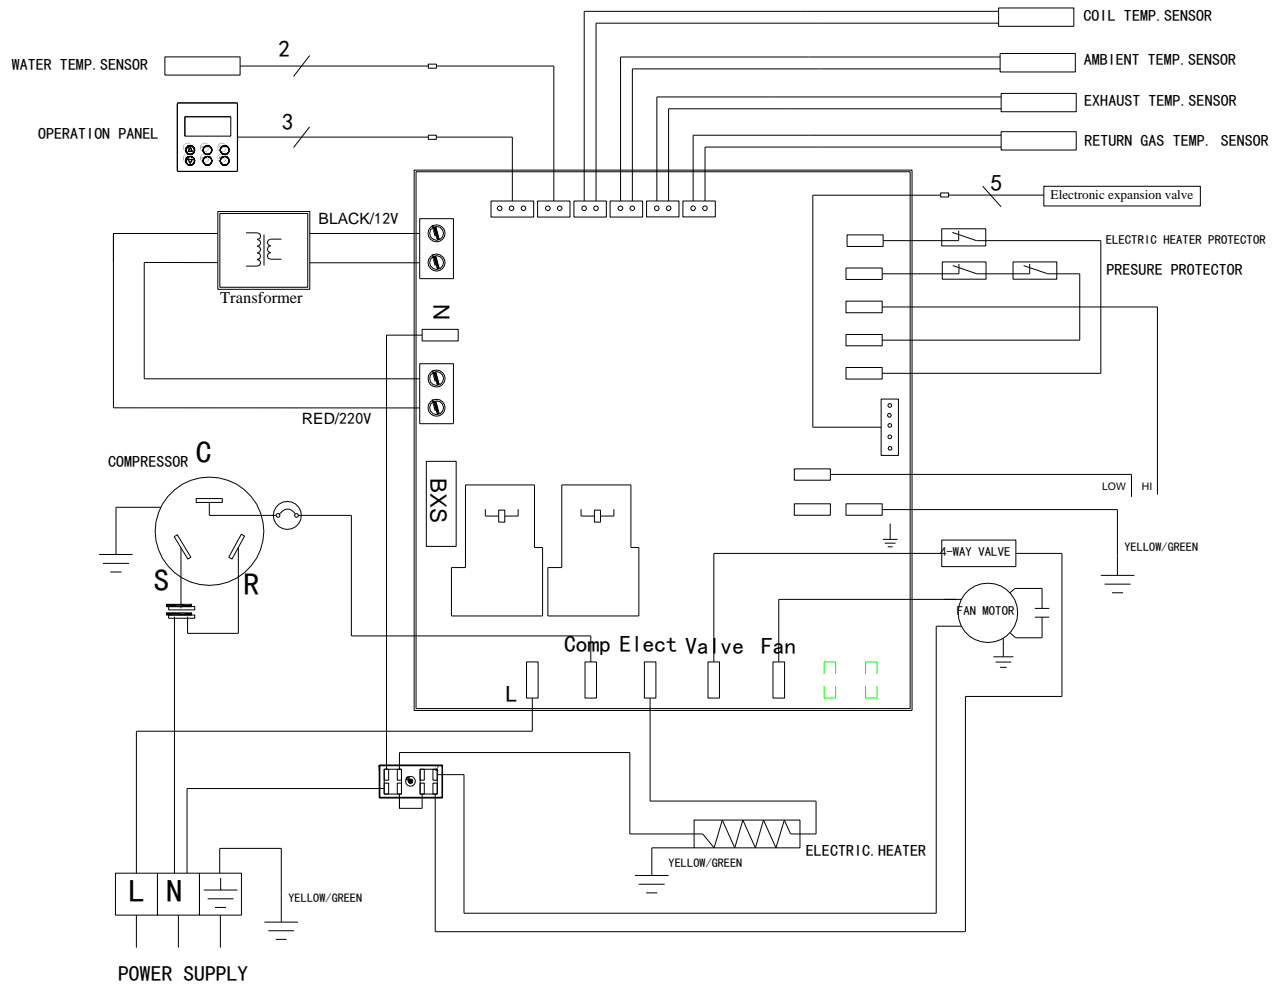 COIL TEMP.SENSOR
2
WATER TEMP.SENSOR
AMBIENT TEMP.SENSOR
EXHAUST TEMP.SENSOR
3
OPERATION PANEL
RETURN GAS TEMP. SENSOR
5
Electronic expansion valve
BLACK/12V
ELECTRIC HEATER PROTECTOR
PRESURE PROTECTOR
Transformer
N
RED/220V
COMPRESSOR C
BXS
LOW HI
YELLOW/GREEN
4-WAY VALVE
S R
FAN MOTOR
Comp Elect Valve Fan
L
ELECTRIC.HEATER
YELLOW/GREEN
L N
YELLOW/GREEN
POWER SUPPLY